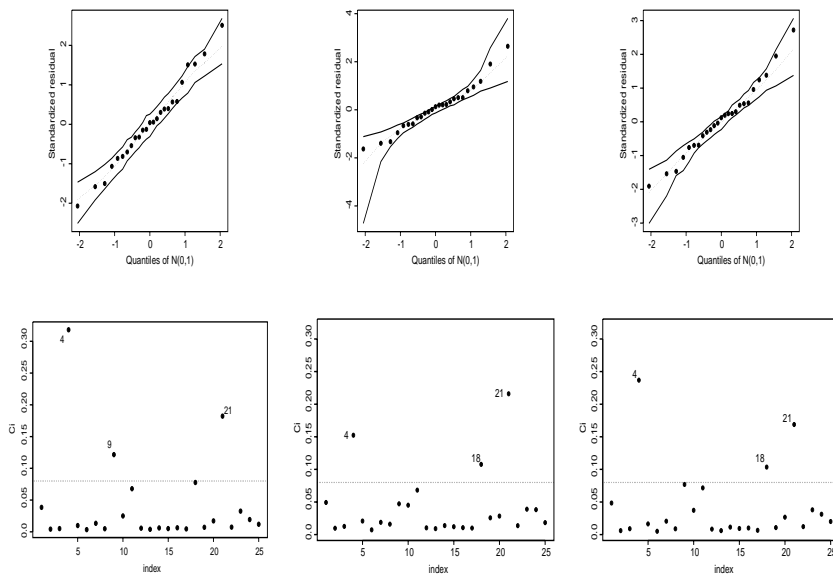 Standardized residual
2
1
0
-1
-2
-2 -1 0 1 2
Quantiles of N(0,1)
Standardized residual
4
2
0
-2
-4
-2 -1 0 1 2
Quantiles of N(0,1)
Standardized residual
3
2
1
0
-1
-2
-3
-2 -1 0 1 2
Quantiles of N(0,1)
Ci
0.30
0.25
0.20
0.15
0.10
0.05
0.0
4
9
21
5 10 15 20 25
index
Ci
0.30
0.25
0.20
0.15
0.10
0.05
0.0
4
18
21
5 10 15 20 25
index
Ci
0.30
0.25
0.20
0.15
0.10
0.05
0.0
4
18
21
5 10 15 20 25
index